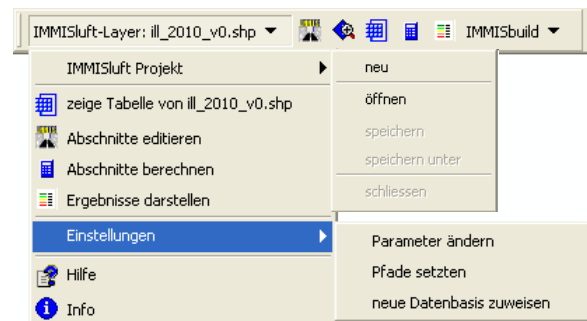 IMMISluft-Layer: ill_2010_v0.shp IMMISbuild
IMMISluft Projekt neu
zeige Tabelle von ill_2010_v0.shp öffnen
Abschnitte editieren speichern
Abschnitte berechnen speichern unter
Ergebnisse darstellen schliessen
Einstellungen Parameter ändern
Hilfe Pfade setzten
Info neue Datenbasis zuweisen